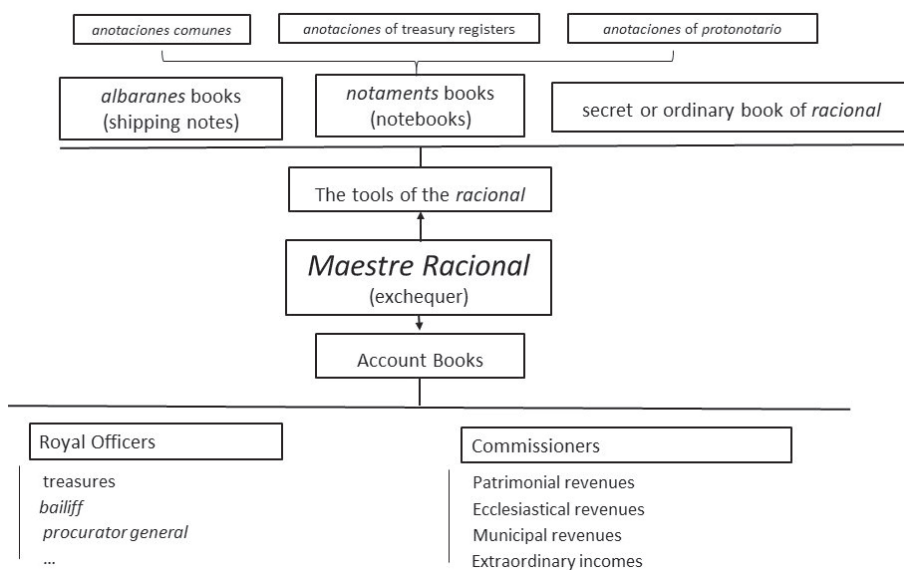 anotaciones comunes
anotaciones of treasury registers
anotaciones of protonotario
albaranes books
(shipping notes)
notaments books
(notebooks)
secret or ordinary book of racional
The tools of the racional
Maestre Racional
(exchequer)
Account Books
Royal Officers
treasures
bailiff
procurator general
...
Commissioners
Patrimonial revenues
Ecclesiastical revenues
Municipal revenues
Extraordinary incomes